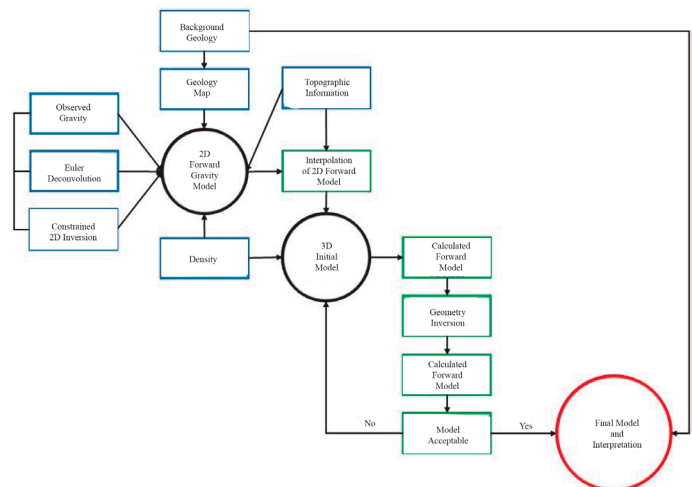 Background
Geology
Geology
Map
Topographic
Information
Observed
Gravity
2D
Forward
Gravity
Model
Euler
Deconvolution
Interpolation
of 2D Forward
Model
Constrained
2D Inversion
Density
3D
Initial
Model
Calculated
Forward
Model
Geometry
Inversion
Calculated
Forward
Model
No
Model
Acceptable
Yes
Final Model
and
Interpretation